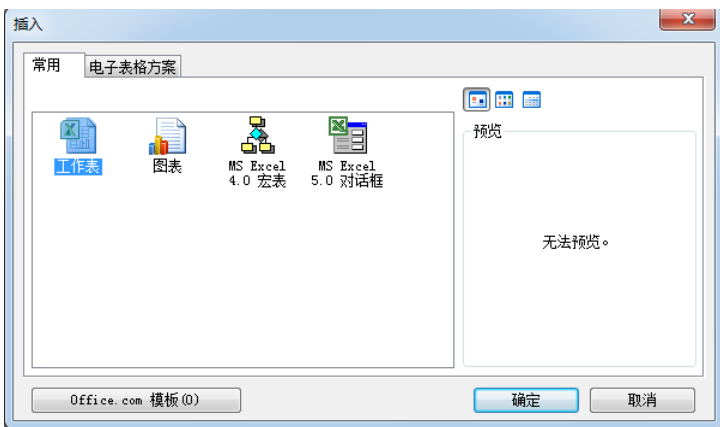 插入
常用
电子表格方案
工作表
图表
MS Excel
4.0 宏表
MS Excel
5.0 对话框
预览
无法预览。
Office.com 模板(O)
确定
取消